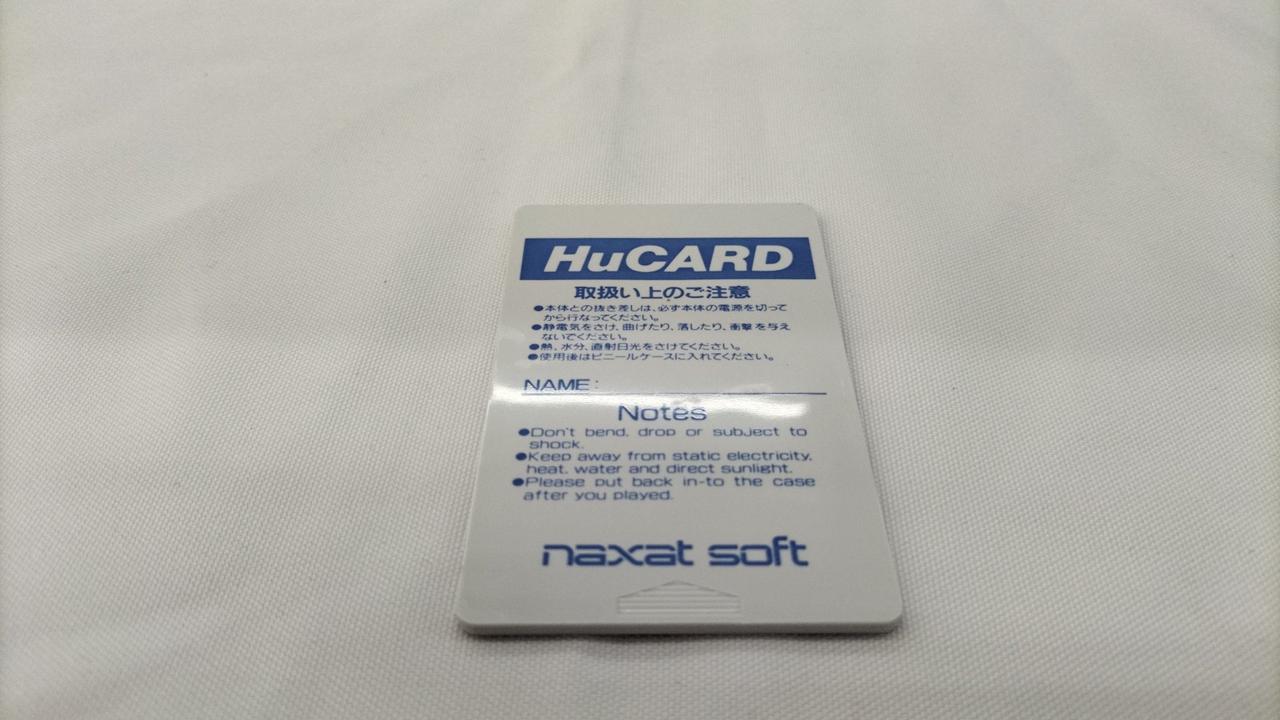 HuCARD
取扱い上のご注意
●本体との抜き差しは、必ず本体の電源を切って
から行なってください。
●静電気をさけ、曲げたり、落したり、衝撃を与え
ないでください。
●熱、水分、直射日光をさけてください。
●使用後はビニールケースに入れてください。
NAME:
Notes
●Don't bend, drop or subject to
shock.
●Keep away from static electricity,
heat, water and direct sunlight.
●Please put back in-to the case
after you played.
naxat soft